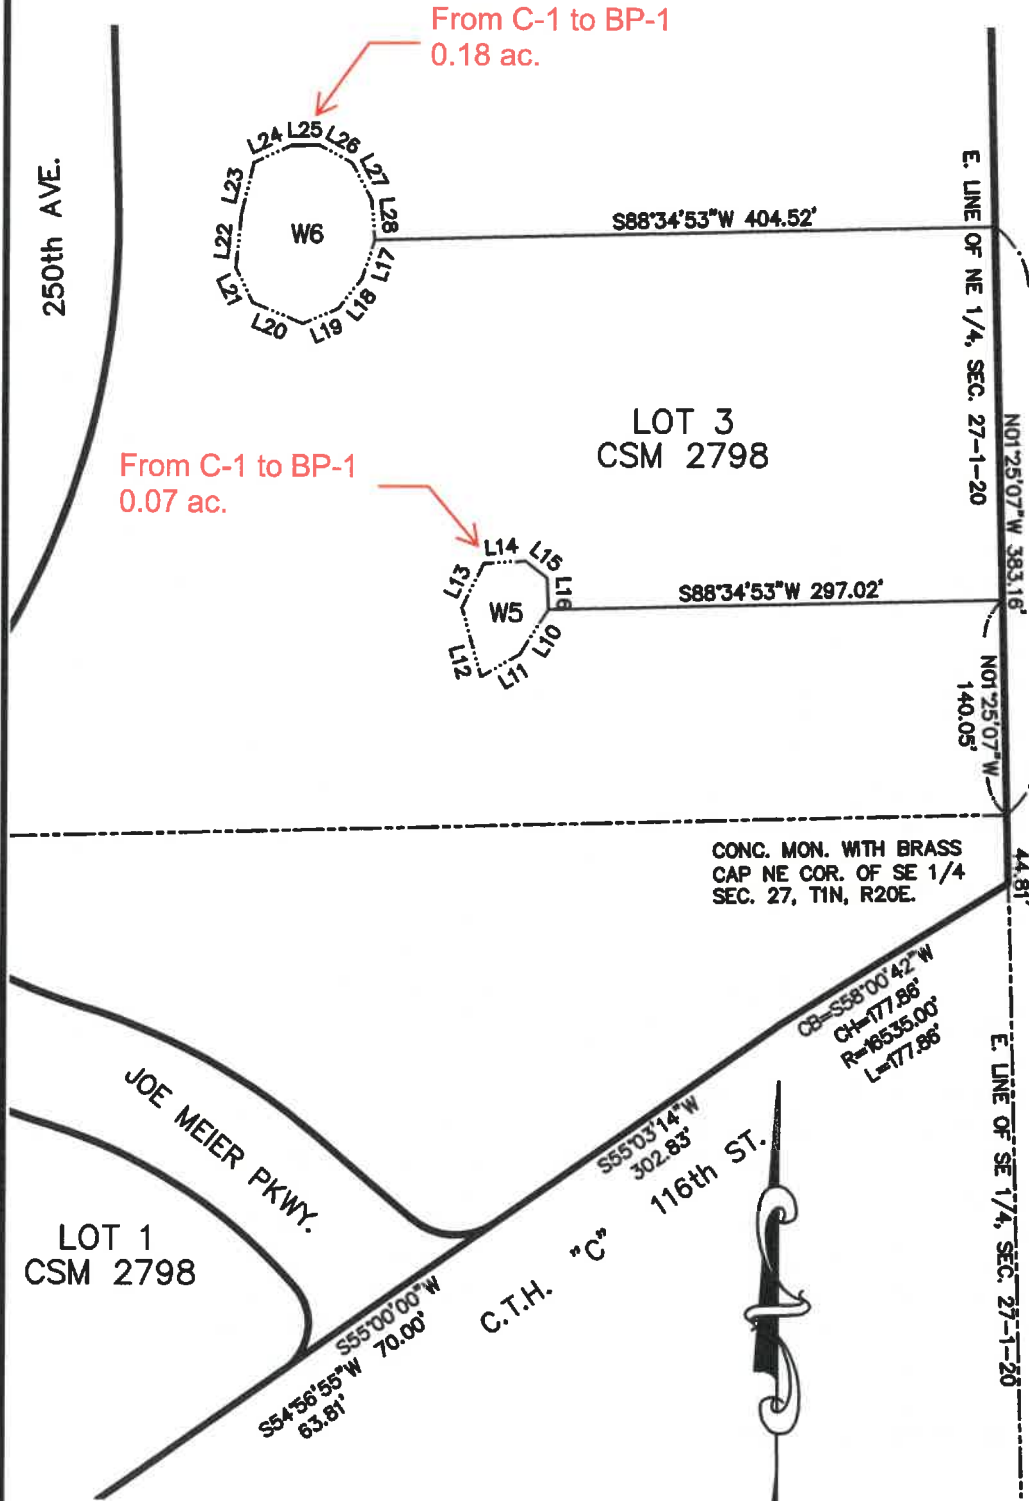 From C-1 to BP-1
0.18 ac.
L24
L25
L26
L27
L23
L28
L22
W6
L17
L21
L18
L20
L19
250th AVE.
S88°34'53"W 404.52'
E. LINE OF NE 1/4, SEC. 27-1-20
LOT 3
CSM 2798
N01°25'07"W 383.16'
From C-1 to BP-1
0.07 ac.
L14
L15
L13
L16
W5
L10
L12
L11
S88°34'53"W 297.02'
N01°25'07"W
140.05'
CONC. MON. WITH BRASS
CAP NE COR. OF SE 1/4
SEC. 27, T1N, R20E.
44.81'
CB=S58°00'42"W
CH=177.86'
R=16535.00'
L=177.86'
E. LINE OF SE 1/4, SEC. 27-1-20
JOE MEIER PKWY.
S55°03'14"W
302.83'
C.T.H. "C" 116th ST.
LOT 1
CSM 2798
S55°00'00"W
70.00'
S54°56'55"W
63.81'